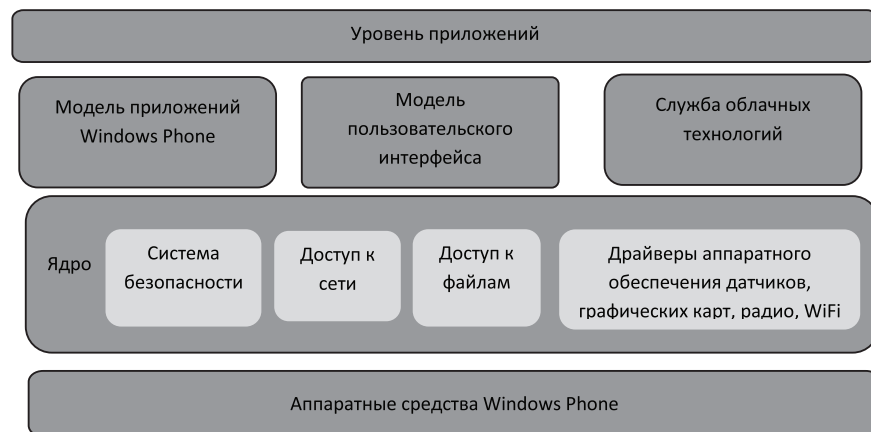 Уровень приложений
Модель приложений
Windows Phone
Модель
пользовательского
интерфейса
Служба облачных
технологий
Ядро
Система
безопасности
Доступ к
сети
Доступ к
файлам
Драйверы аппаратного
обеспечения датчиков,
графических карт, радио, WiFi
Аппаратные средства Windows Phone